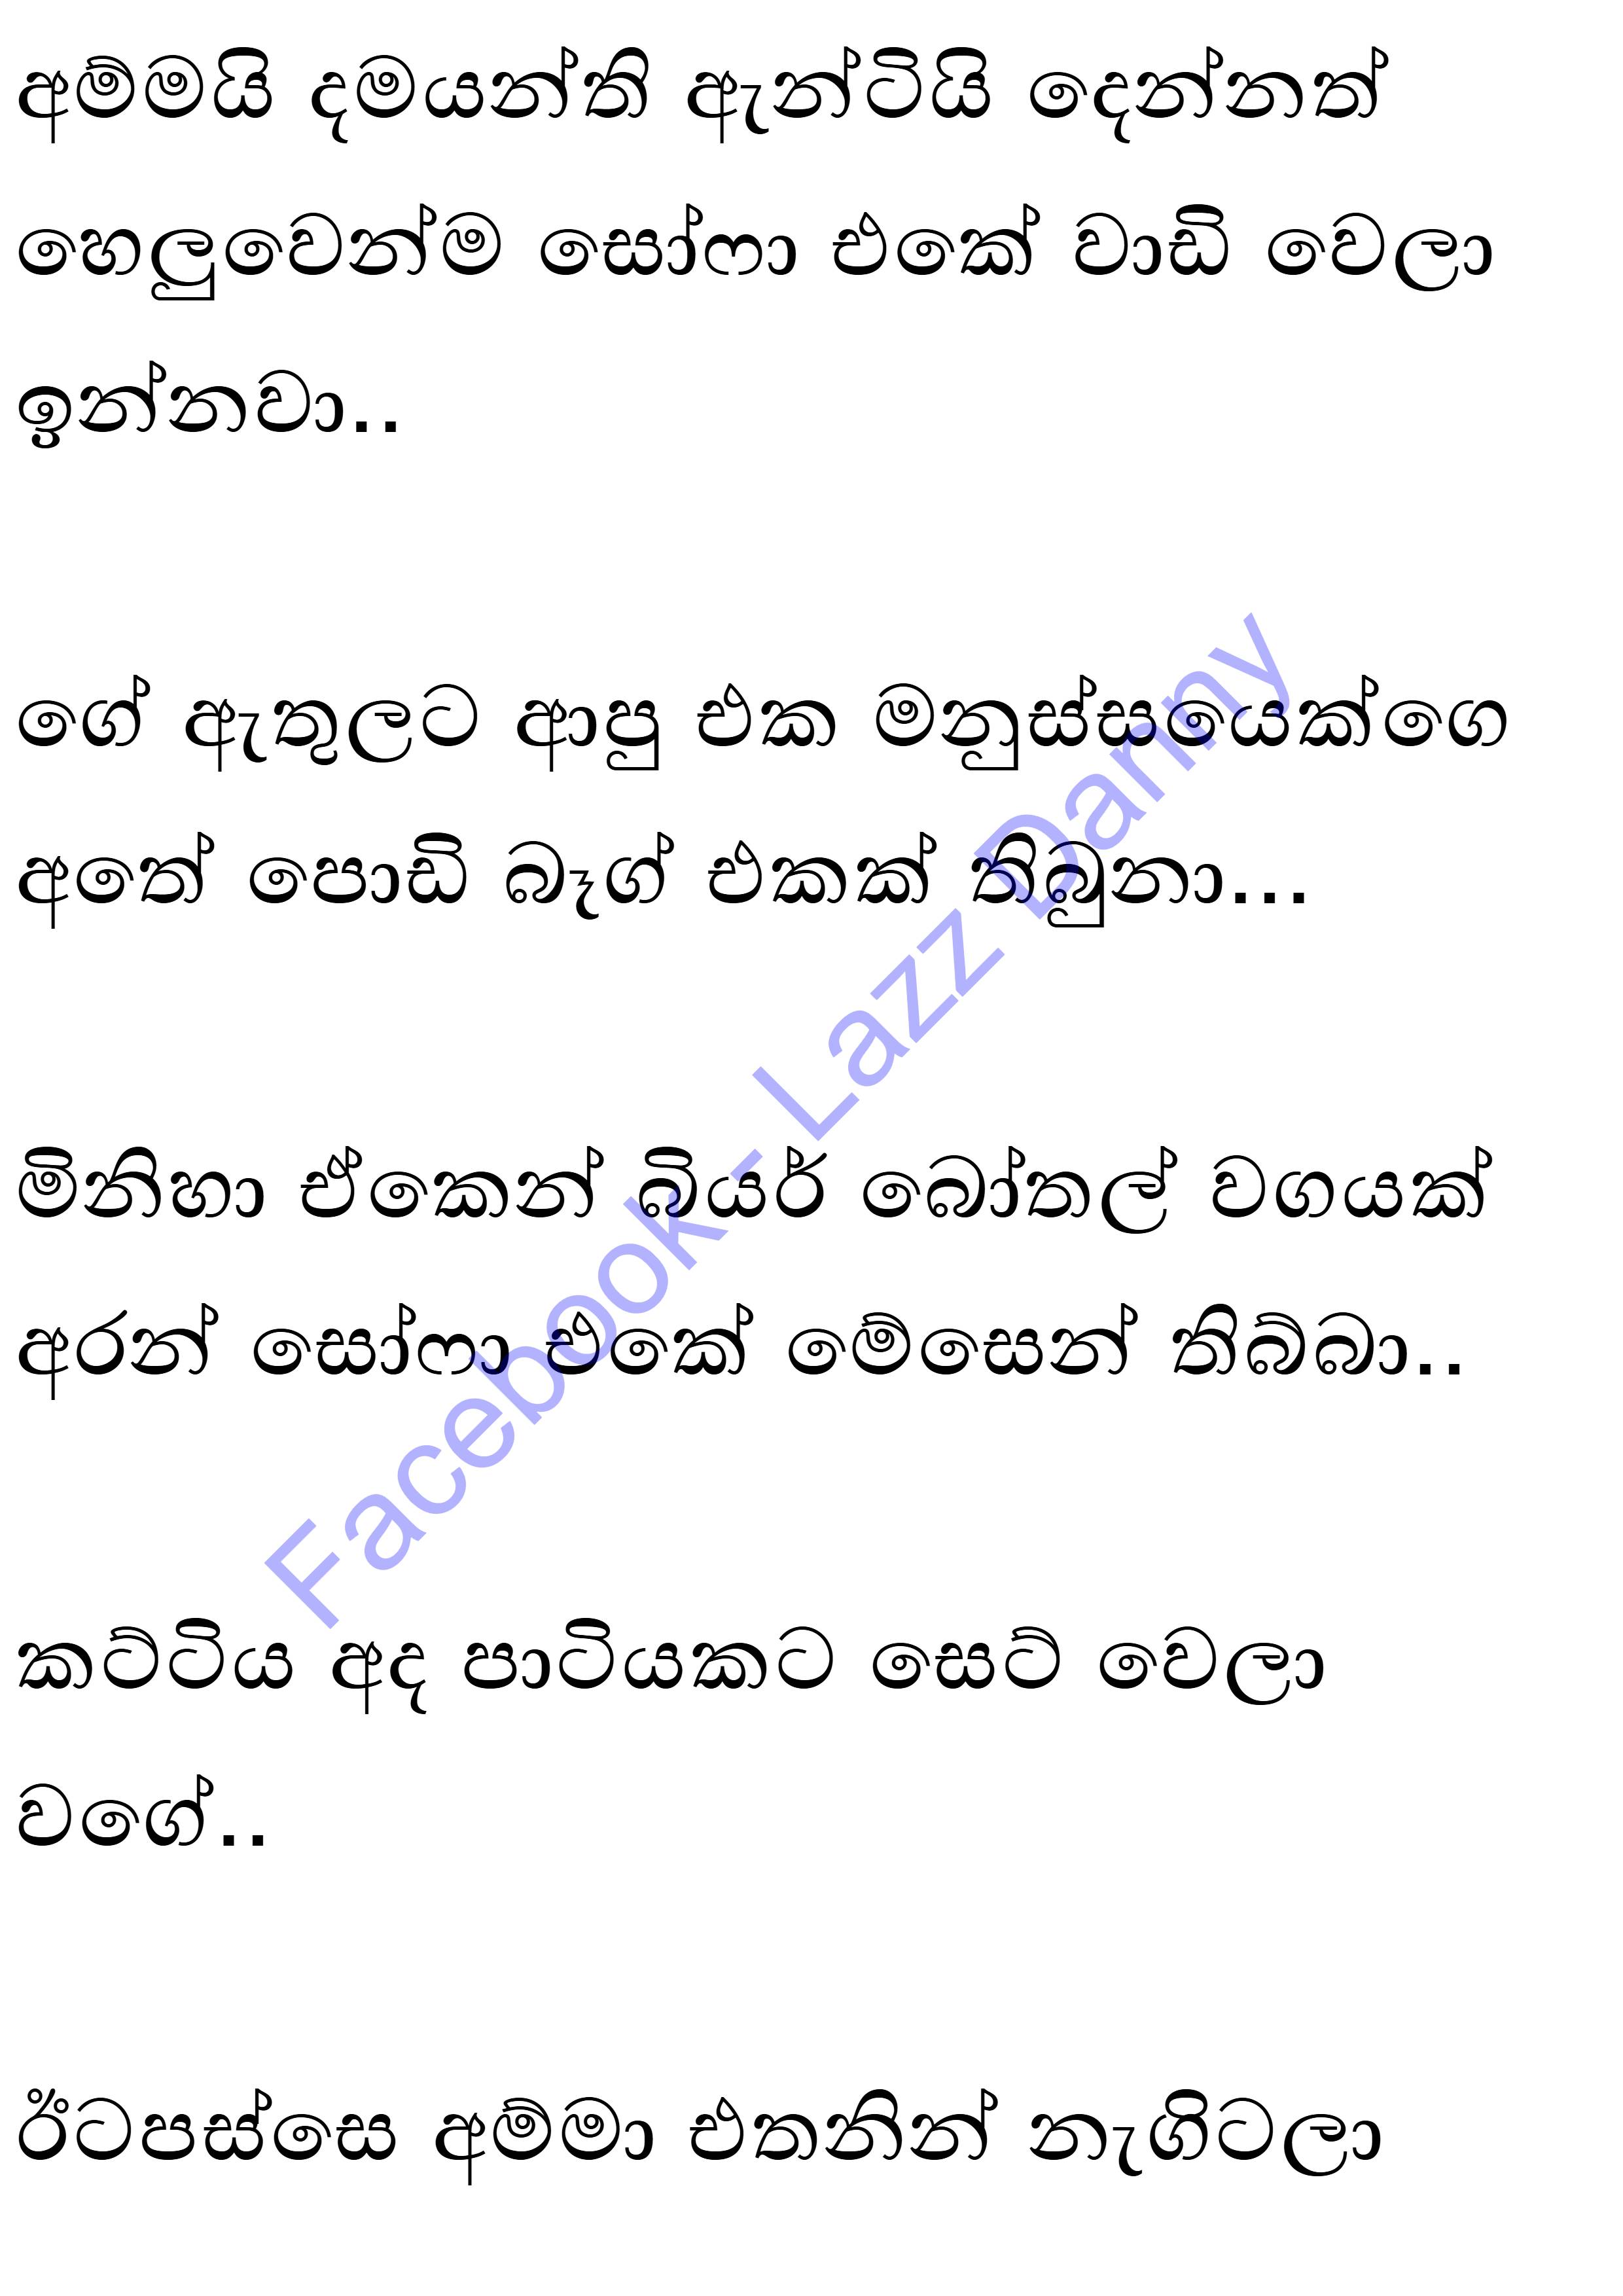 අම්මයි දමයන්ති ඇන්ටියි දෙන්නත්
හෙලුවෙන්ම සෝෆා එකේ වාඩි වෙලා
ඉන්නවා..
ගේ ඇතුලට ආපු එක මනුස්සයෙක්ගෙ
අතේ පොඩි බෑග් එකක් තිබුනා...
මිනිහා ඒකෙන් බියර් බෝතල් වගයක්
අරන් සෝෆා එකේ මේසෙන් තිබ්බා..
කට්ටිය අද පාටියකට සෙට් වෙලා
වගේ..
ඊටපස්සෙ අම්මා එතනින් නැගිටලා
Facebook- Lazz Danny